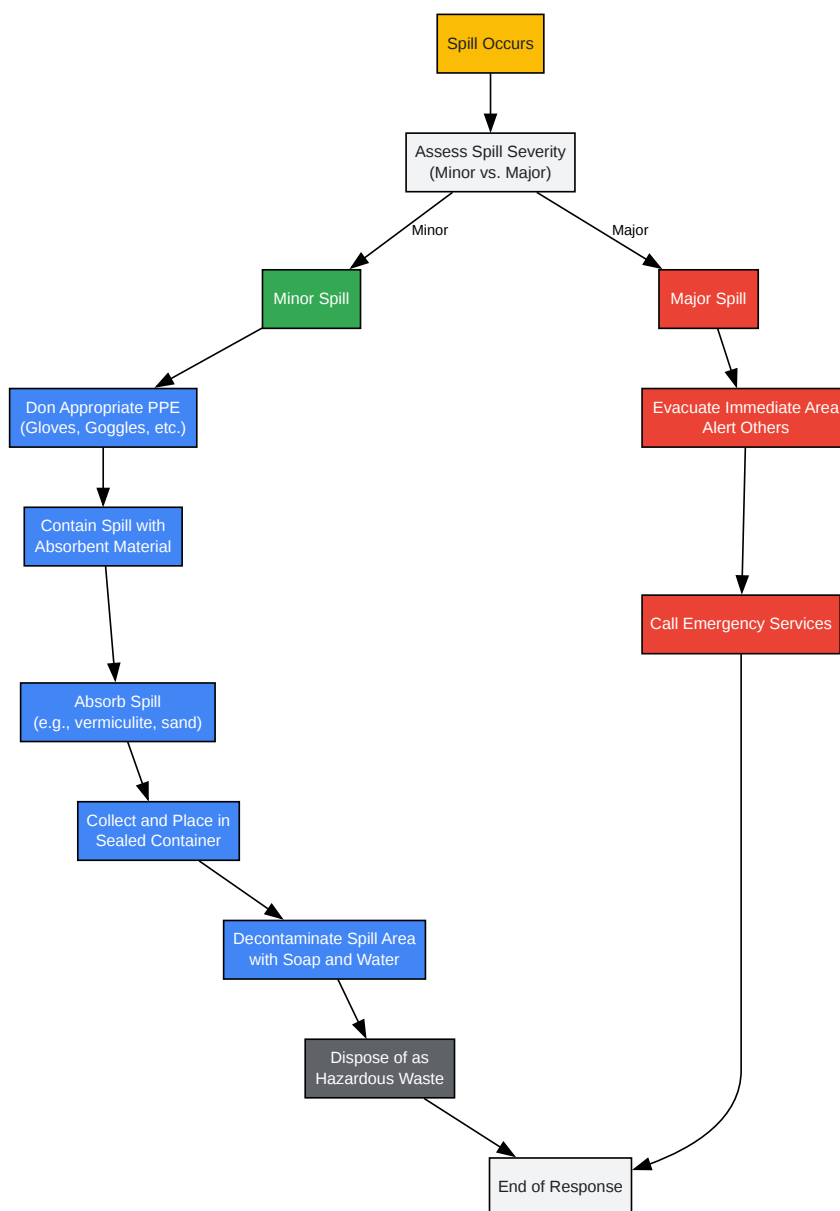 Spill Occurs
Assess Spill Severity
(Minor vs. Major)
Minor
Major
Minor Spill
Major Spill
Don Appropriate PPE
(Gloves, Goggles, etc.)
Evacuate Immediate Area
Alert Others
Contain Spill with
Absorbent Material
Call Emergency Services
Absorb Spill
(e.g., vermiculite, sand)
Collect and Place in
Sealed Container
Decontaminate Spill Area
with Soap and Water
Dispose of as
Hazardous Waste
End of Response